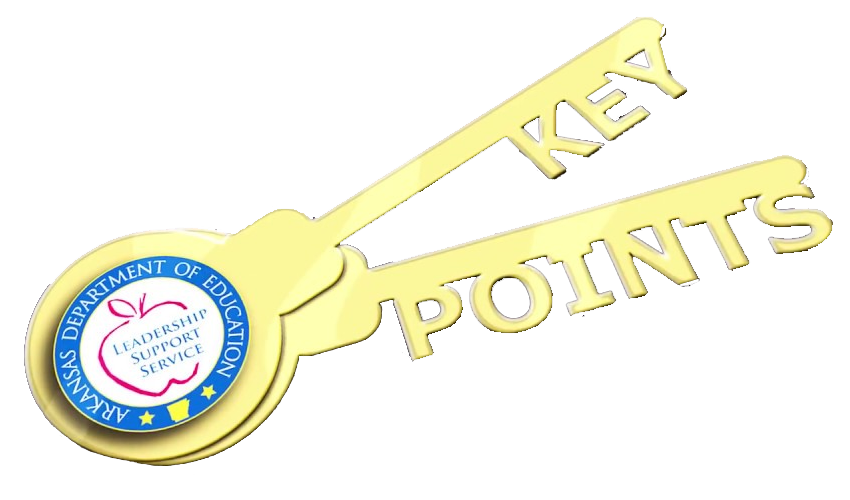 KEY
POINTS
ARKANSAS DEPARTMENT OF EDUCATION
LEADERSHIP
SUPPORT
SERVICE